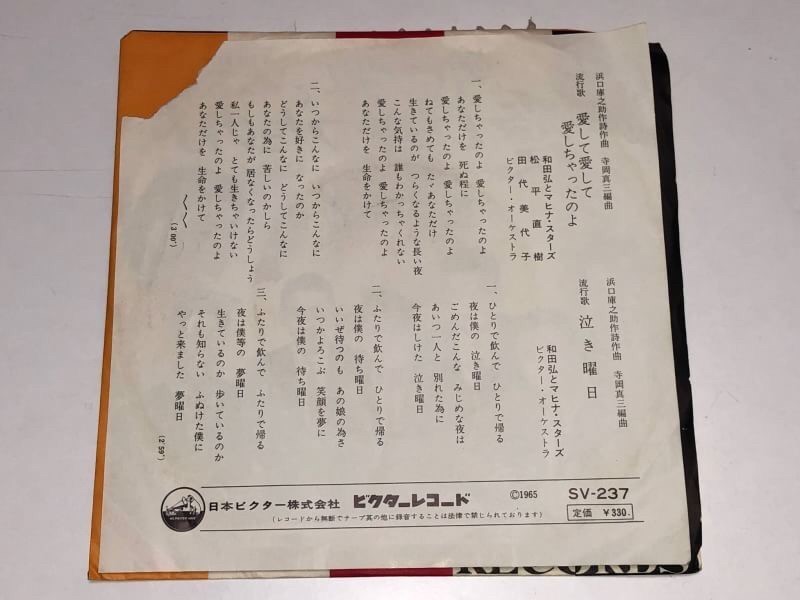 浜口庫之助作詩作曲 寺岡真三編曲
流行歌 愛して愛して
愛しちゃったのよ
和田弘とマヒナ・スターズ
松平直樹
田代美代子
ビクター・オーケストラ
一、愛しちゃったのよ 愛しちゃったのよ
あなただけを 死ぬ程に
愛しちゃったのよ 愛しちゃったのよ
ねてもさめても たゞあなただけ
生きているのが つらくなるような長い夜
こんな気持は 誰もわかっちゃくれない
愛しちゃったのよ 愛しちゃったのよ
あなただけを 生命をかけて
二、いつからこんなに いつからこんなに
あなたを好きに なったのか
どうしてこんなに どうしてこんなに
あなたの為に 苦しいのかしら
もしもあなたが 居なくなったらどうしよう
私一人じゃ とても生きちゃいけない
愛しちゃったのよ 愛しちゃったのよ
あなただけを 生命をかけて
(3'00")
浜口庫之助作詩作曲 寺岡真三編曲
流行歌 泣き曜日
和田弘とマヒナ・スターズ
ビクター・オーケストラ
一、ひとりで飲んで ひとりで帰る
夜は僕の 泣き曜日
ごめんだこんな みじめな夜は
あいつ一人と 別れた為に
今夜はしけた 泣き曜日
二、ふたりで飲んで ひとりで帰る
夜は僕の 待ち曜日
いいぜ待つのも あの娘の為さ
いつかよろこぶ 笑顔を夢に
今夜は僕の 待ち曜日
三、ふたりで飲んで ふたりで帰る
夜は僕等の 夢曜日
生きているのか 歩いているのか
それも知らない ふぬけた僕に
やっと来ました 夢曜日
(2'59")
日本ビクター株式会社 ビクターレコード ©1965 SV-237
(レコードから無断でテープ其の他に録音することは法律で禁じられております) 定価 ¥330.
RECORDS